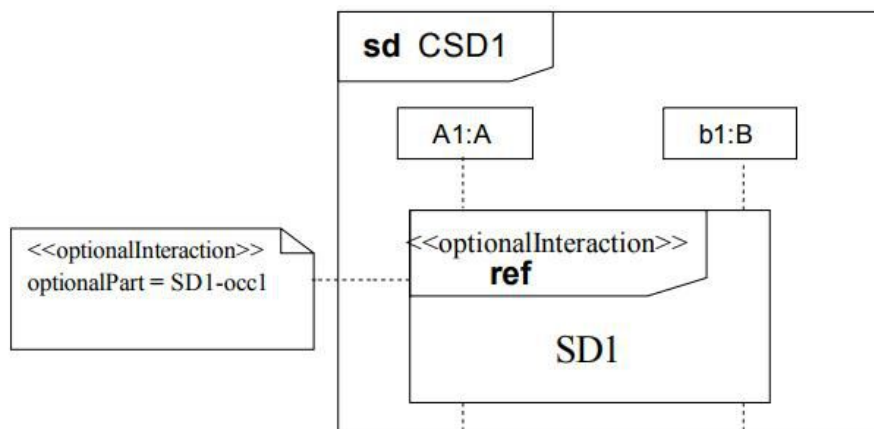 sd CSD1
A1:A
b1:B
<<optionalInteraction>>
optionalPart = SD1-occ1
<<optionalInteraction>>
ref
SD1